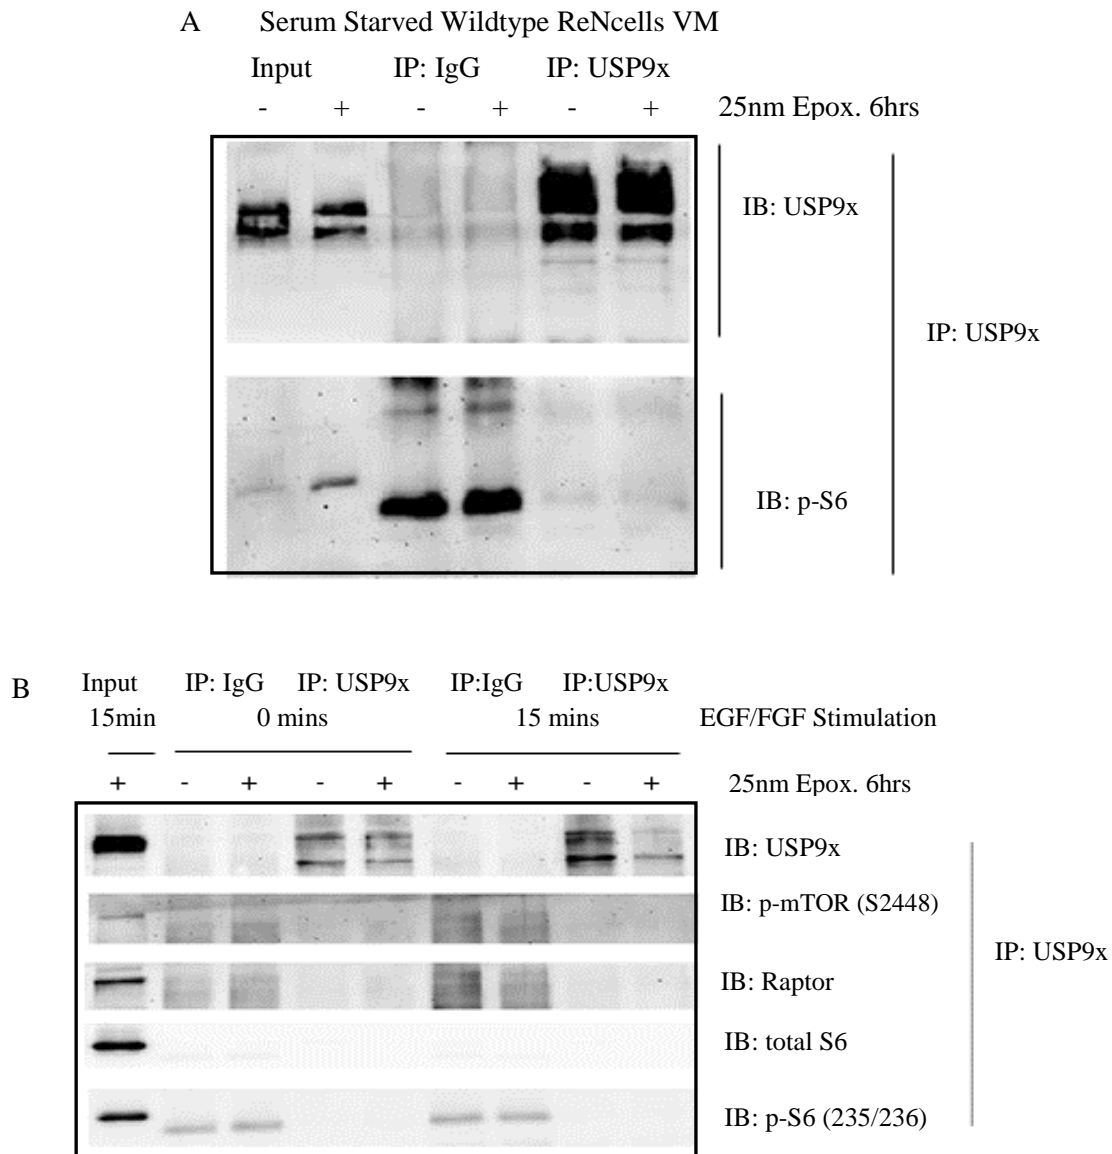 A Serum Starved Wildtype ReNcells VM
Input IP: IgG IP: USP9x
- + - + - + 25nm Epox. 6hrs
IB: USP9x
IP: USP9x
IB: p-S6
B Input IP: IgG IP: USP9x IP:IgG IP:USP9x
15min 0 mins 15 mins EGF/FGF Stimulation
+ - + - + - + - + 25nm Epox. 6hrs
IB: USP9x
IB: p-mTOR (S2448)
IP: USP9x
IB: Raptor
IB: total S6
IB: p-S6 (235/236)